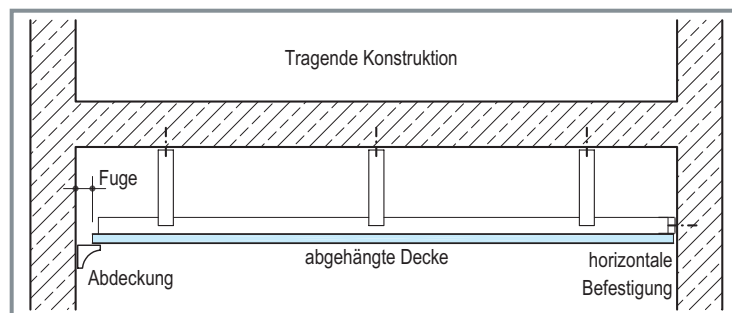 Tragende Konstruktion
Fuge
abgehängte Decke
horizontale
Befestigung
Abdeckung